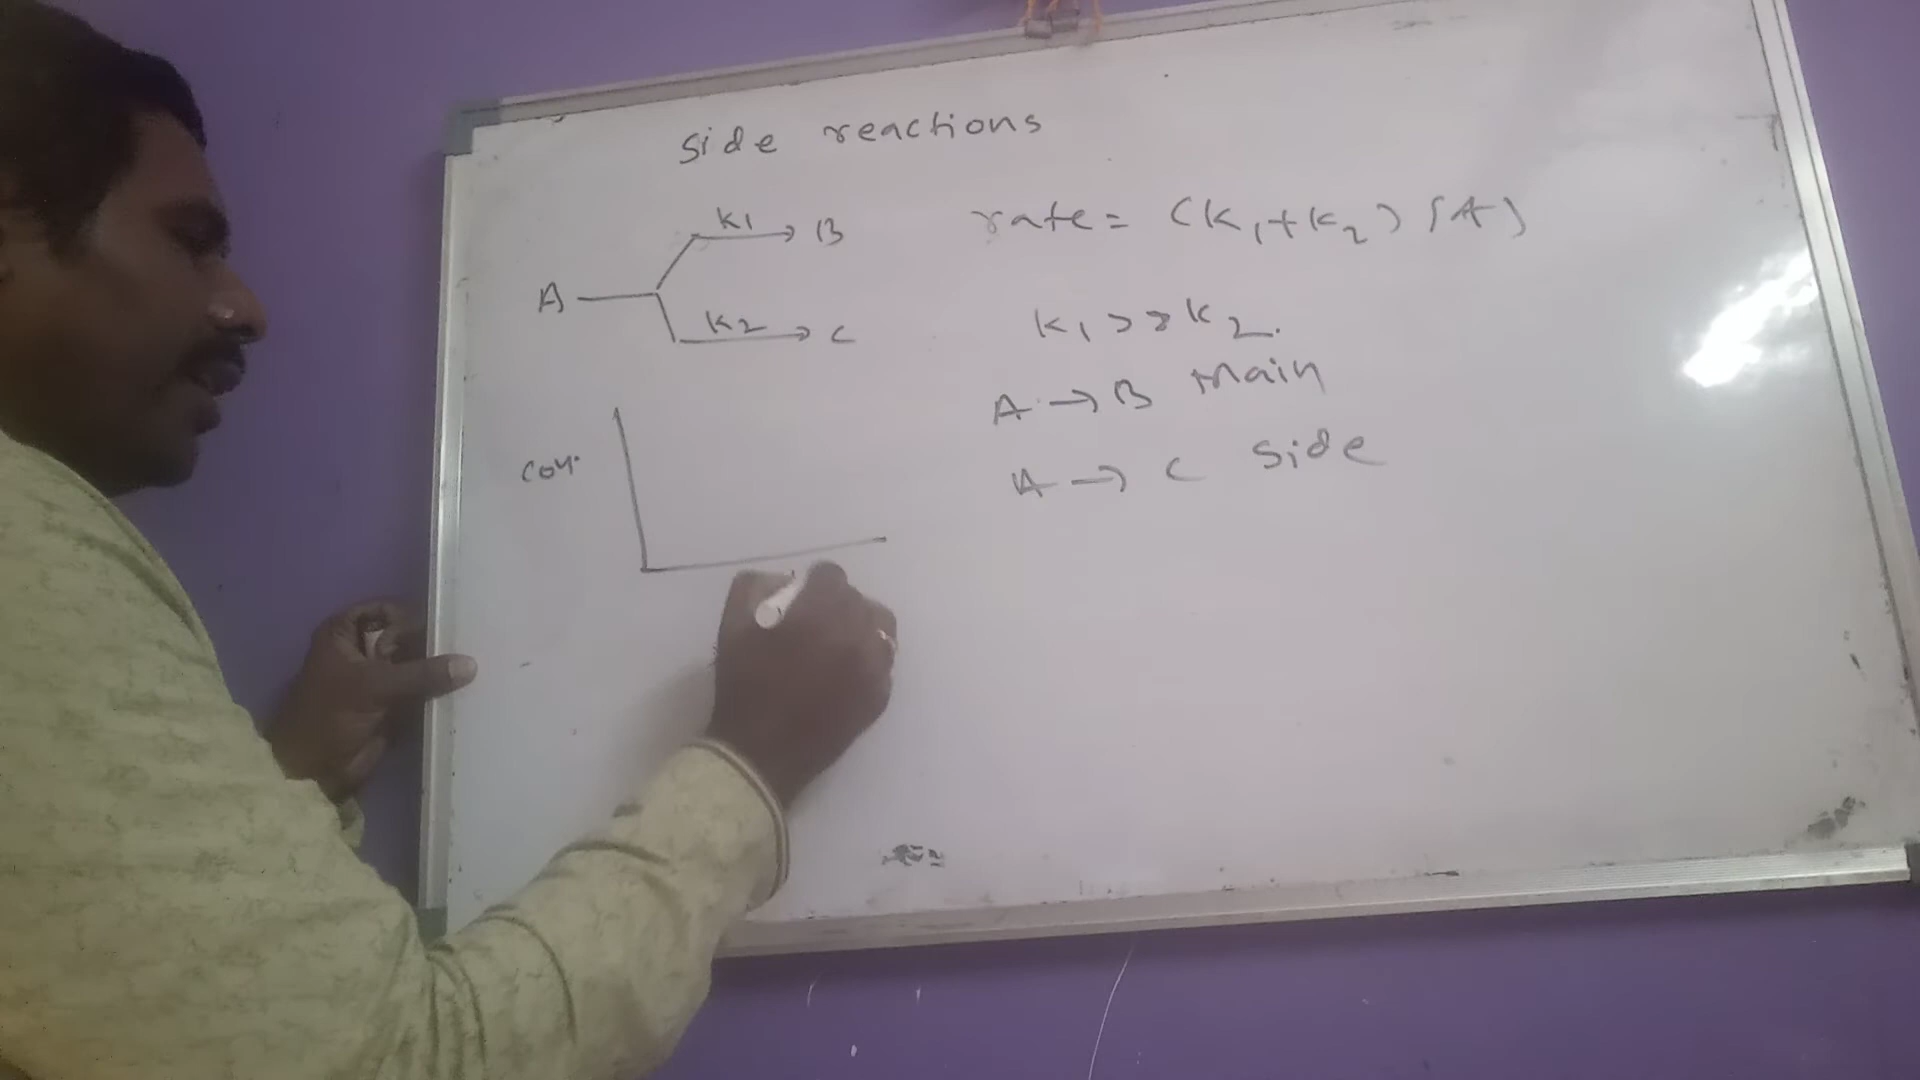 Side reactions
K1 → B
A
K2 → C
rate = (K1+K2) [A]
K1 >> K2.
A → B Main
A → C Side
con.